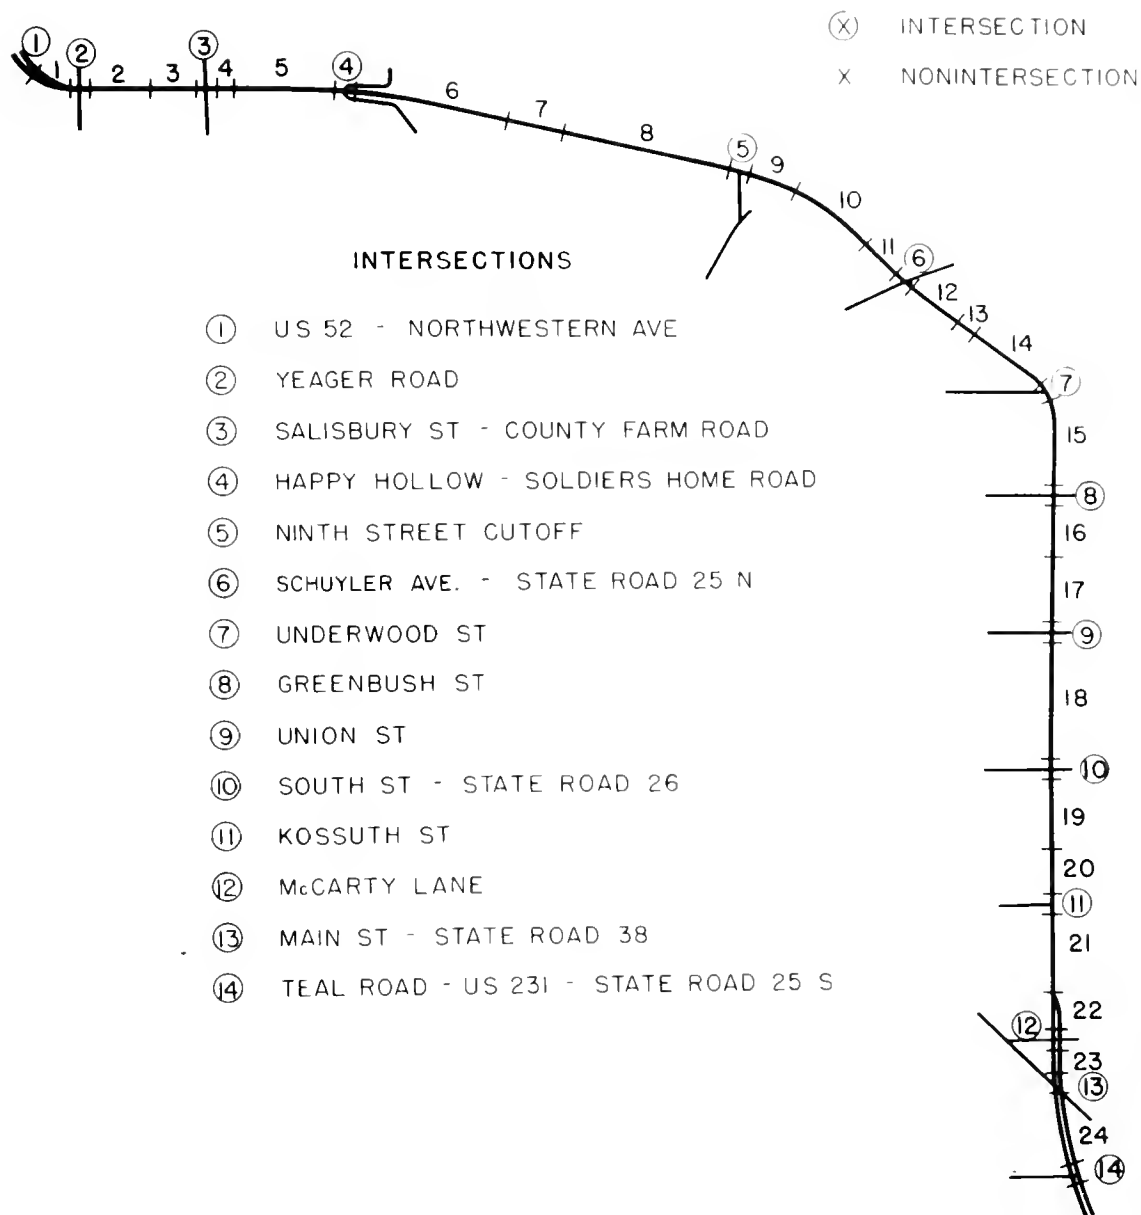 Ⓧ INTERSECTION
X NONINTERSECTION
① 1 ② 2 3 ③ 4 5 ④ 6 7 8 ⑤ 9 10 11 ⑥ 12 13 14 ⑦
15
⑧
16
17
⑨
18
⑩
19
20
⑪
21
22
⑫
23
⑬
24
⑭
INTERSECTIONS
① US 52 - NORTHWESTERN AVE
② YEAGER ROAD
③ SALISBURY ST - COUNTY FARM ROAD
④ HAPPY HOLLOW - SOLDIERS HOME ROAD
⑤ NINTH STREET CUTOFF
⑥ SCHUYLER AVE. - STATE ROAD 25 N
⑦ UNDERWOOD ST
⑧ GREENBUSH ST
⑨ UNION ST
⑩ SOUTH ST - STATE ROAD 26
⑪ KOSSUTH ST
⑫ McCARTY LANE
⑬ MAIN ST - STATE ROAD 38
⑭ TEAL ROAD - US 231 - STATE ROAD 25 S